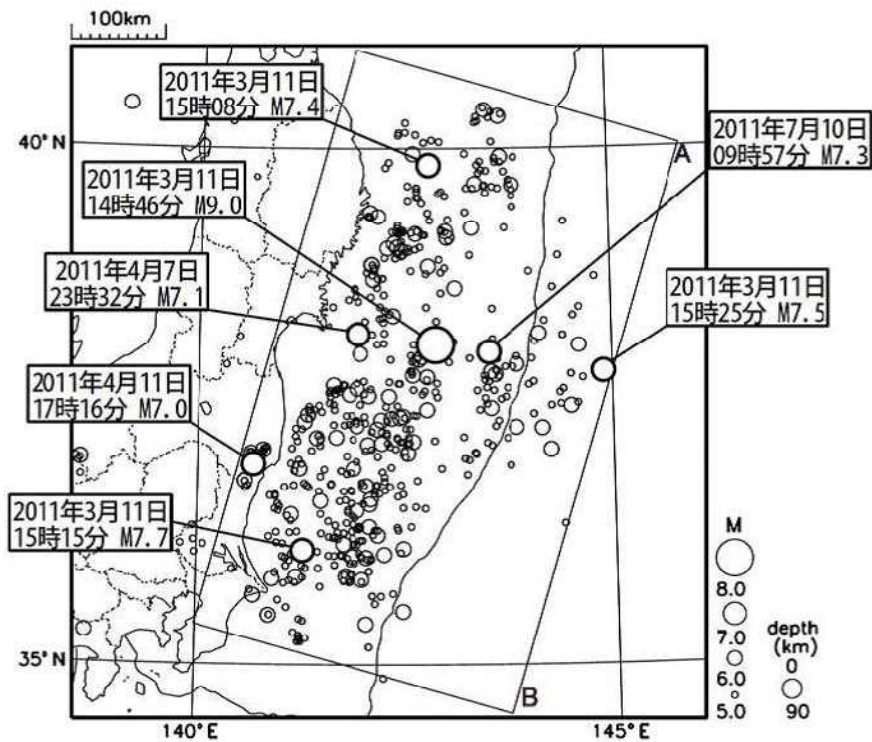 100km
2011年3月11日
15時08分 M7.4
40°N
A
2011年7月10日
09時57分 M7.3
2011年3月11日
14時46分 M9.0
2011年4月7日
23時32分 M7.1
2011年3月11日
15時25分 M7.5
2011年4月11日
17時16分 M7.0
2011年3月11日
15時15分 M7.7
M
8.0
7.0
6.0
5.0
depth
(km)
0
90
35°N
B
140°E
145°E